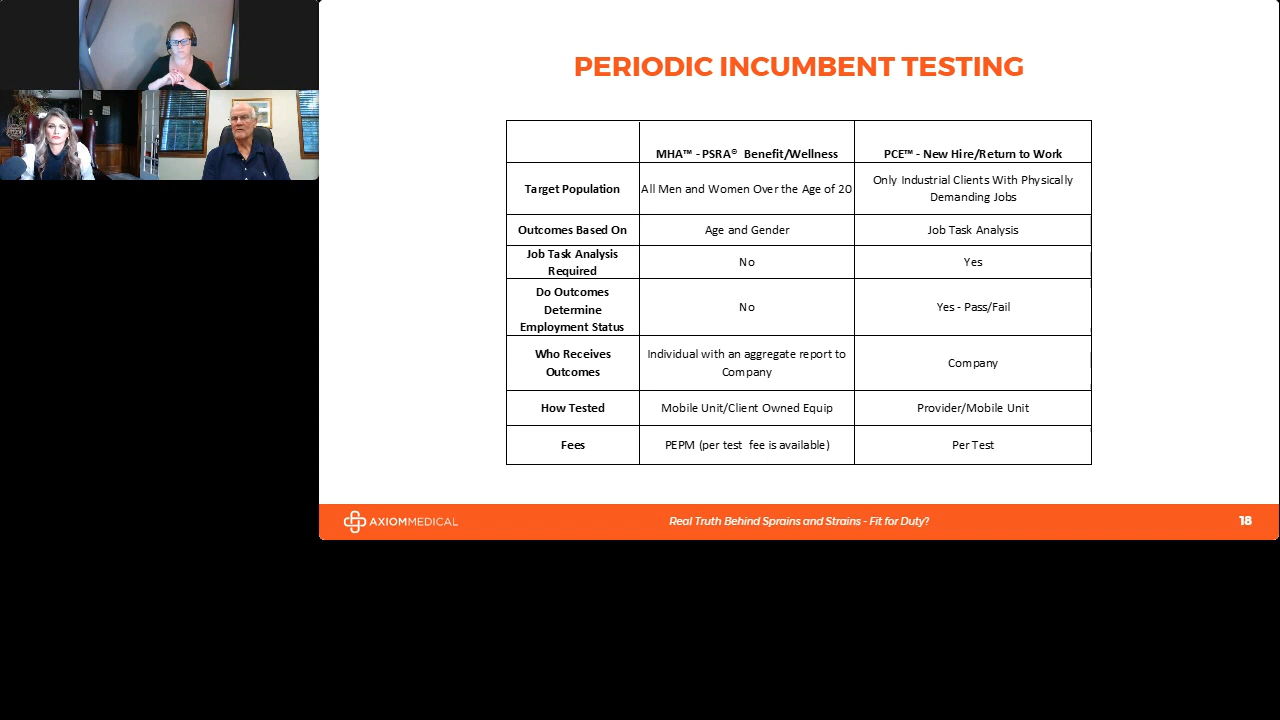 PERIODIC INCUMBENT TESTING
MHA™ - PSRA© Benefit/Wellness
PCE™ - New Hire/Return to Work
Target Population
All Men and Women Over the Age of 20
Only Industrial Clients With Physically
Demanding Jobs
Outcomes Based On
Age and Gender
Job Task Analysis
Job Task Analysis
Required
No
Yes
Do Outcomes
Determine
Employment Status
No
Yes - Pass/Fail
Who Receives
Outcomes
Individual with an aggregate report to
Company
Company
How Tested
Mobile Unit/Client Owned Equip
Provider/Mobile Unit
Fees
PEPM (per test fee is available)
Per Test
AXIOMMEDICAL
Real Truth Behind Sprains and Strains - Fit for Duty?
18